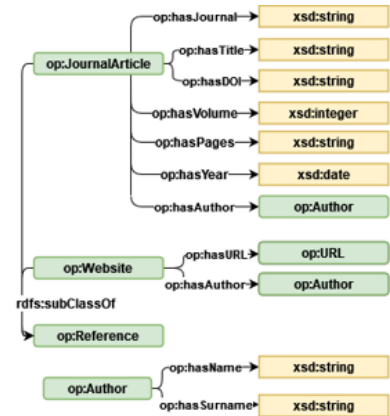 op:hasJournal xsd:string
op:hasTitle xsd:string
op:JournalArticle
op:hasDOI xsd:string
op:hasVolume xsd:integer
op:hasPages xsd:string
op:hasYear xsd:date
op:hasAuthor op:Author
op:hasURL op:URL
op:Website
op:hasAuthor op:Author
rdfs:subClassOf
op:Reference
op:hasName xsd:string
op:Author
op:hasSurname xsd:string